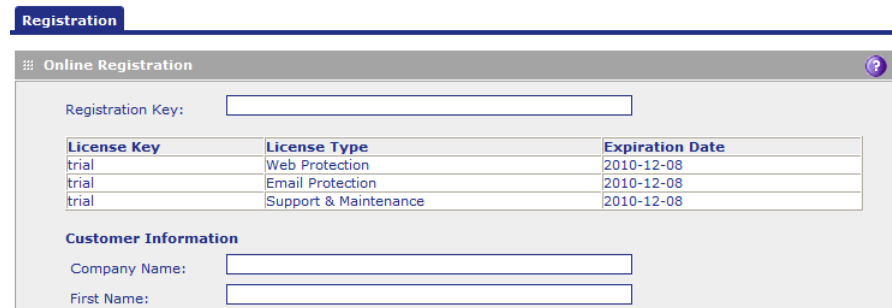 Registration
Online Registration
?
Registration Key:
License Key License Type Expiration Date
trial Web Protection 2010-12-08
trial Email Protection 2010-12-08
trial Support & Maintenance 2010-12-08
Customer Information
Company Name:
First Name: